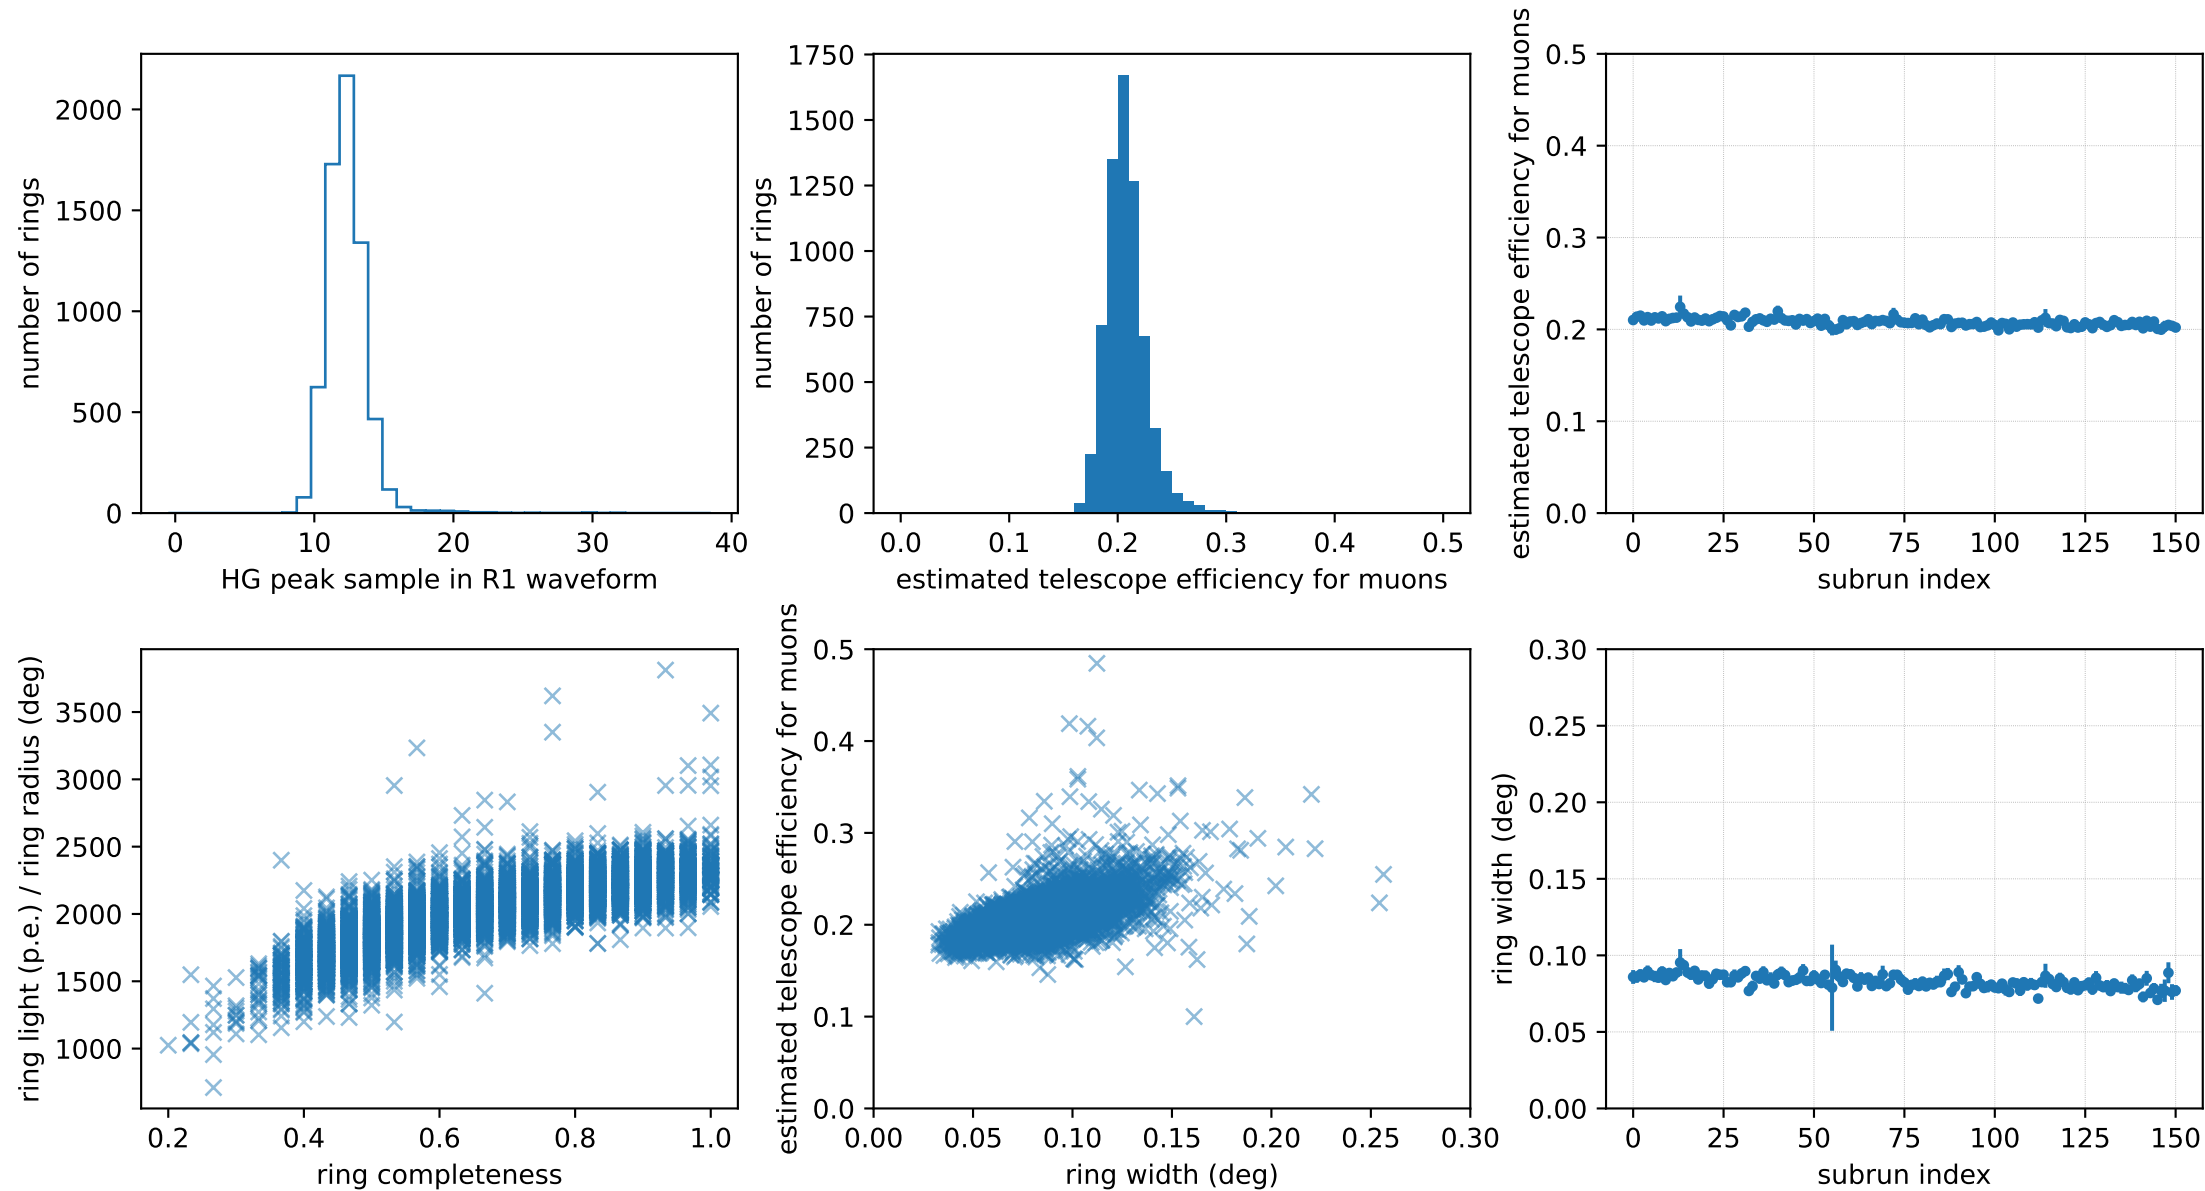 number of rings
2000
1500
1000
500
0
0 10 20 30 40
HG peak sample in R1 waveform
number of rings
1750
1500
1250
1000
750
500
250
0
0.0 0.1 0.2 0.3 0.4 0.5
estimated telescope efficiency for muons
estimated telescope efficiency for muons
0.5
0.4
0.3
0.2
0.1
0.0
0 25 50 75 100 125 150
subrun index
ring light (p.e.) / ring radius (deg)
3500
3000
2500
2000
1500
1000
0.2 0.4 0.6 0.8 1.0
ring completeness
estimated telescope efficiency for muons
0.5
0.4
0.3
0.2
0.1
0.0
0.00 0.05 0.10 0.15 0.20 0.25 0.30
ring width (deg)
ring width (deg)
0.30
0.25
0.20
0.15
0.10
0.05
0.00
0 25 50 75 100 125 150
subrun index